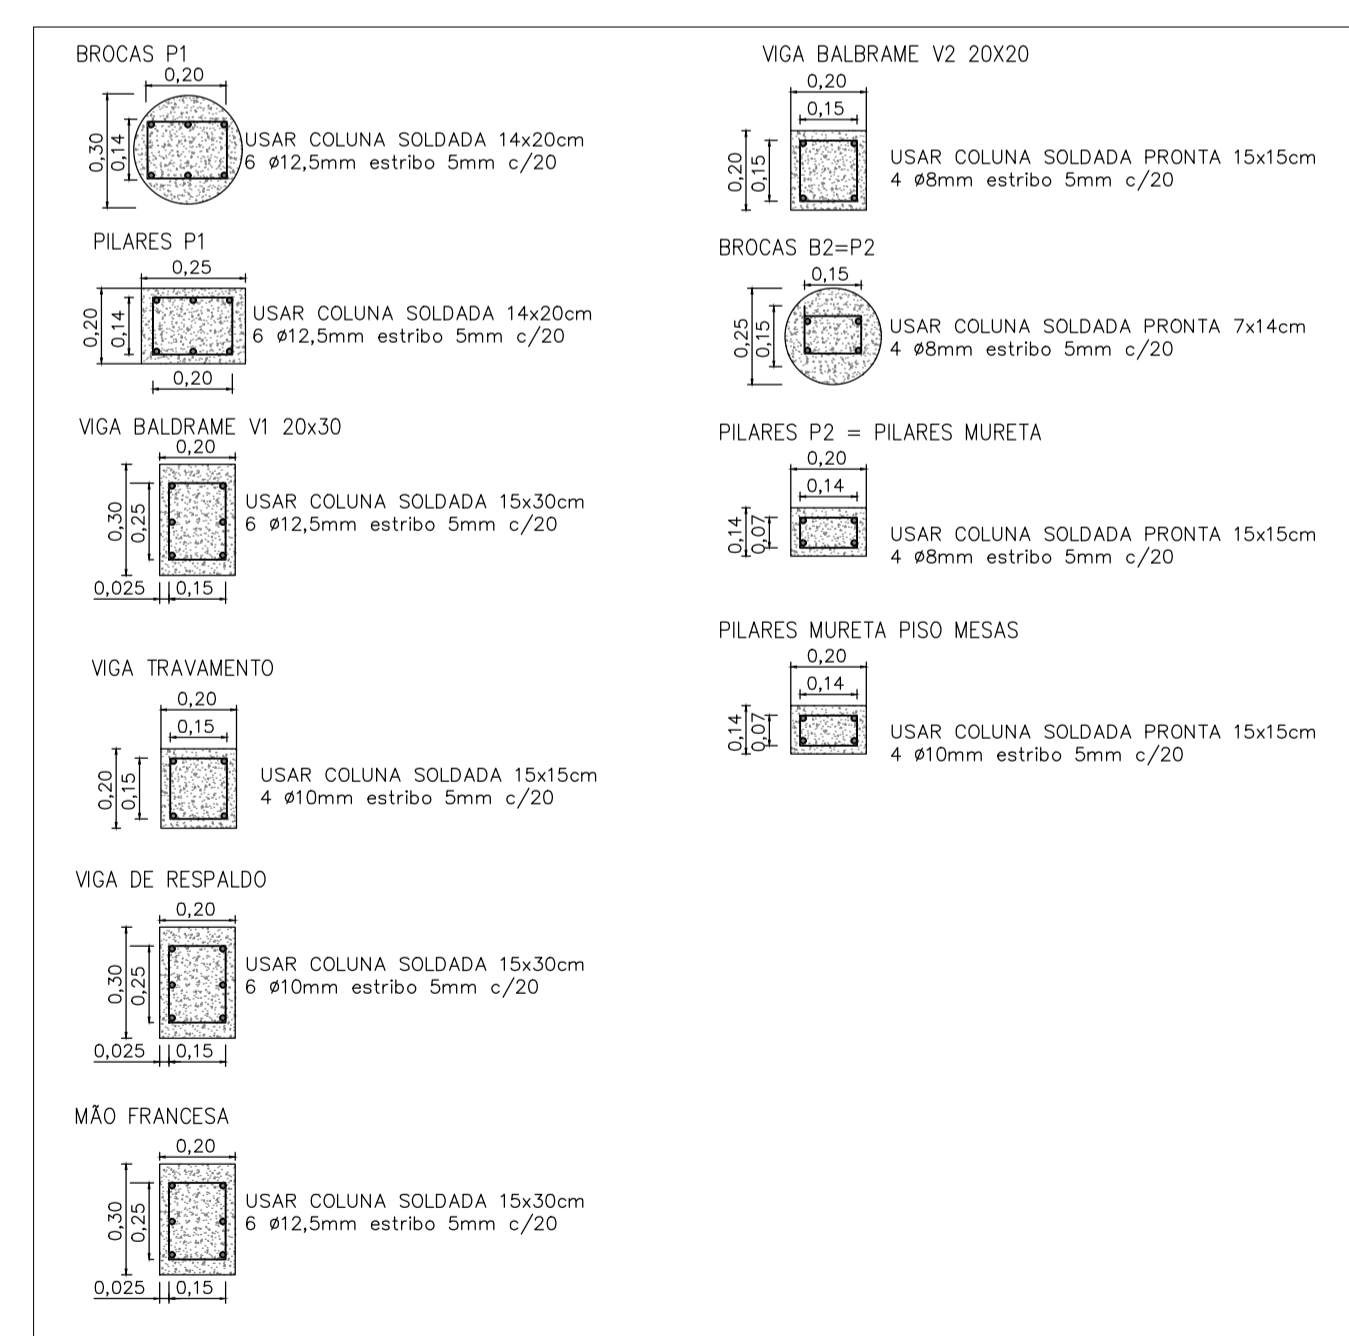 BROCAS P1
0,20
0,30
0,14
USAR COLUNA SOLDADA 14x20cm
6 ø12,5mm estribo 5mm c/20
PILARES P1
0,25
0,20
0,14
USAR COLUNA SOLDADA 14x20cm
6 ø12,5mm estribo 5mm c/20
0,20
VIGA BALDRAME V1 20x30
0,20
0,30
0,25
USAR COLUNA SOLDADA 15x30cm
6 ø12,5mm estribo 5mm c/20
0,025
0,15
VIGA TRAVAMENTO
0,20
0,15
0,20
0,15
USAR COLUNA SOLDADA 15x15cm
4 ø10mm estribo 5mm c/20
VIGA DE RESPALDO
0,20
0,30
0,25
USAR COLUNA SOLDADA 15x30cm
6 ø10mm estribo 5mm c/20
0,025
0,15
MÃO FRANCESA
0,20
0,30
0,25
USAR COLUNA SOLDADA 15x30cm
6 ø12,5mm estribo 5mm c/20
0,025
0,15
VIGA BALBRAME V2 20X20
0,20
0,15
0,20
0,15
USAR COLUNA SOLDADA PRONTA 15x15cm
4 ø8mm estribo 5mm c/20
BROCAS B2=P2
0,15
0,25
0,15
USAR COLUNA SOLDADA PRONTA 7x14cm
4 ø8mm estribo 5mm c/20
PILARES P2 = PILARES MURETA
0,20
0,14
0,14
0,07
USAR COLUNA SOLDADA PRONTA 15x15cm
4 ø8mm estribo 5mm c/20
PILARES MURETA PISO MESAS
0,20
0,14
0,14
0,07
USAR COLUNA SOLDADA PRONTA 15x15cm
4 ø10mm estribo 5mm c/20